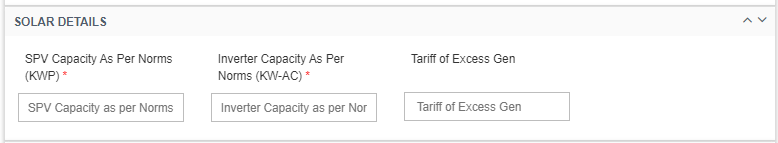 SOLAR DETAILS
SPV Capacity As Per Norms
(KWP) *
Inverter Capacity As Per
Norms (KW-AC) *
Tariff of Excess Gen
SPV Capacity as per Norms
Inverter Capacity as per Nor
Tariff of Excess Gen